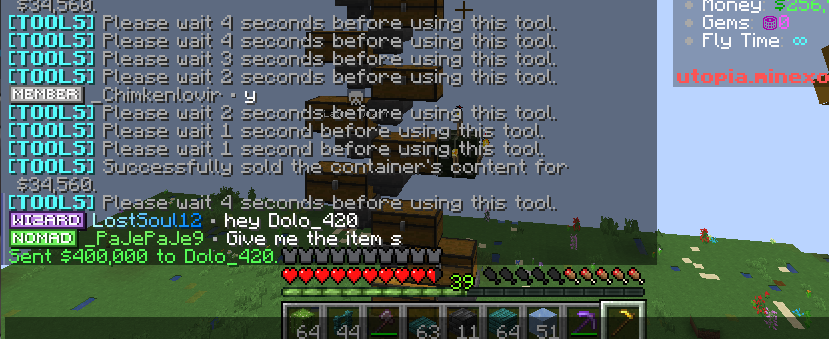 $34,560.
[TOOLS] Please wait 4 seconds before using this tool.
[TOOLS] Please wait 4 seconds before using this tool.
[TOOLS] Please wait 3 seconds before using this tool.
[TOOLS] Please wait 2 seconds before using this tool.
MEMBER _Chimkenlovir · y
[TOOLS] Please wait 2 seconds before using this tool.
[TOOLS] Please wait 1 second before using this tool.
[TOOLS] Please wait 1 second before using this tool.
[TOOLS] Successfully sold the container's content for
$34,560.
[TOOLS] Please wait 4 seconds before using this tool.
WIZARD LostSoul12 · hey Dolo_420
NOMAD _PaJePaJe9 · Give me the item s
Sent $400,000 to Dolo_420.
Money: $256,
Gems: 0
Fly Time: ∞
utopia.minexo
39
64 44 63 11 64 51